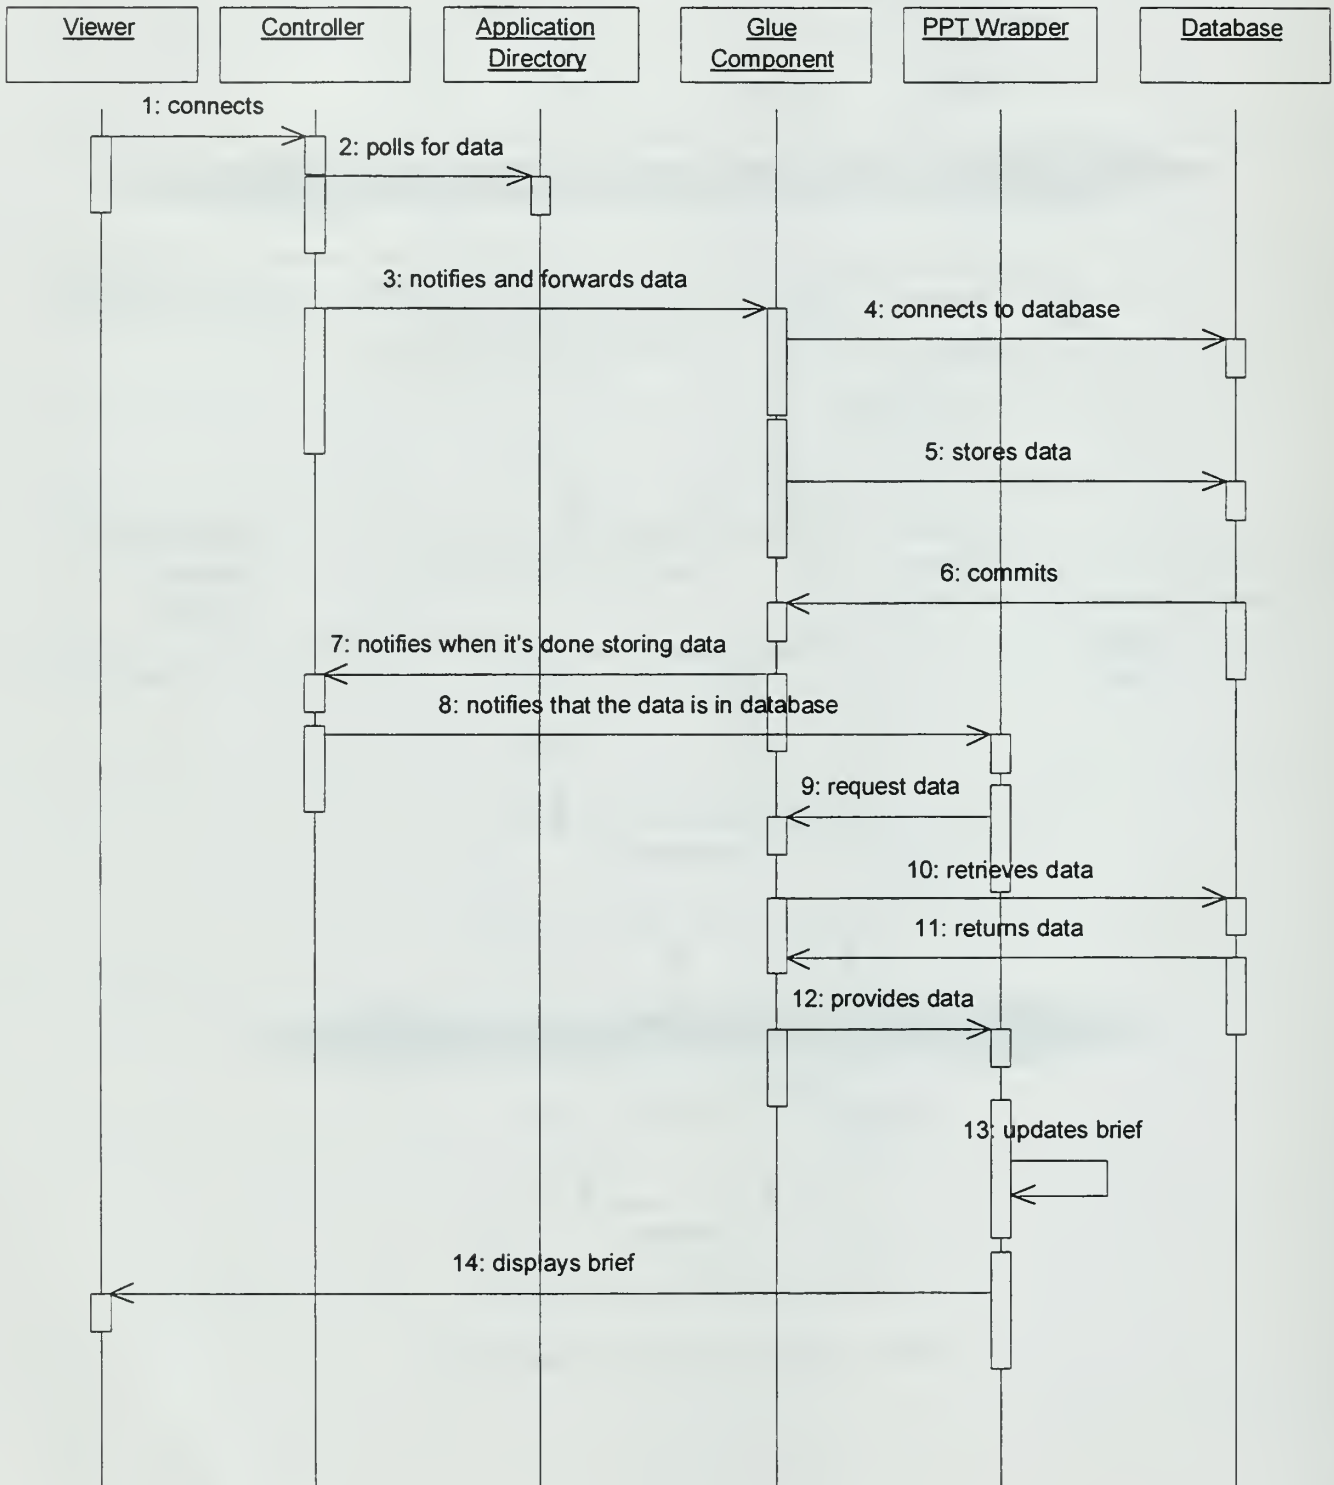 Viewer
Controller
Application
Directory
Glue
Component
PPT Wrapper
Database
1: connects
2: polls for data
3: notifies and forwards data
4: connects to database
5: stores data
6: commits
7: notifies when it's done storing data
8: notifies that the data is in database
9: request data
10: retrieves data
11: returns data
12: provides data
13: updates brief
14: displays brief